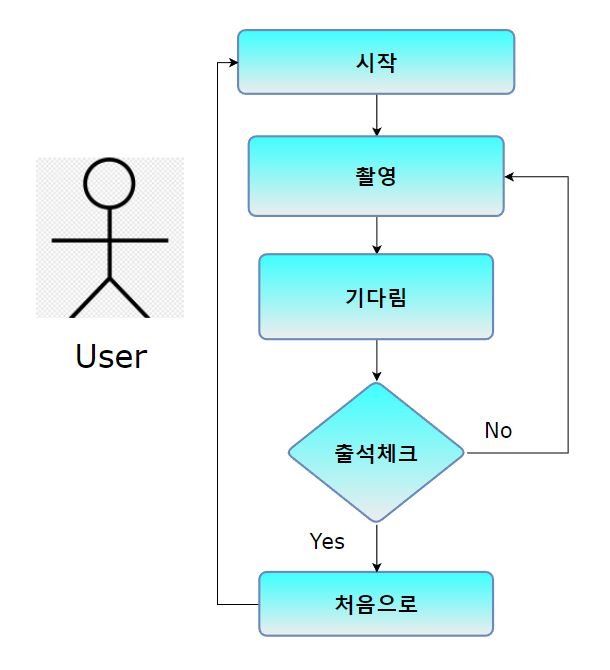 시작
촬영
기다림
User
출석체크
No
Yes
처음으로